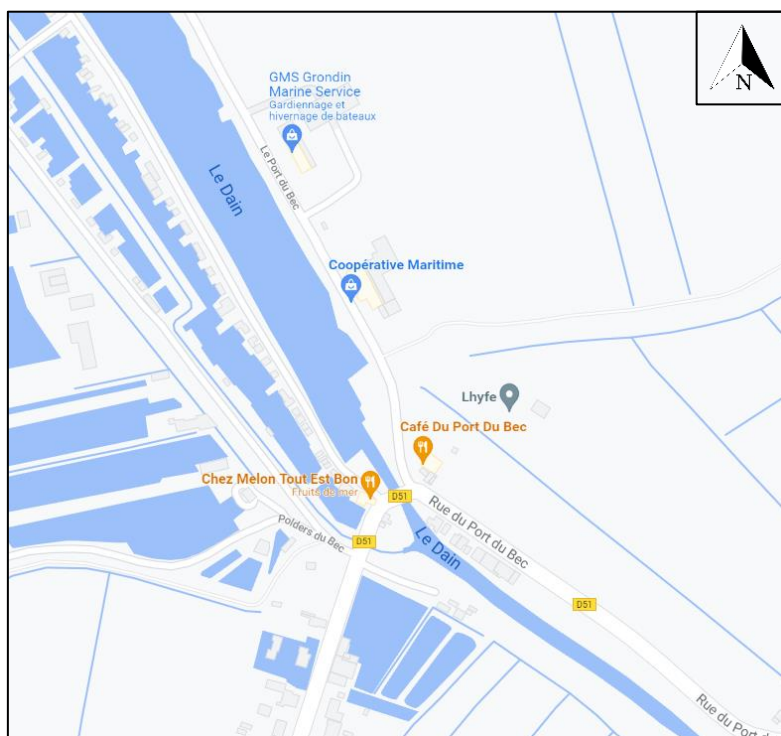 N
GMS Grondin
Marine Service
Gardiennage et
hivernage de bateaux
Le Dain
Le Port du Bec
Coopérative Maritime
Lhyfe
Café Du Port Du Bec
Chez Mélon Tout Est Bon
Fruits de mer
D51
Rue du Port du Bec
Polders du Bec
D51
Le Dain
D51
Rue du Port du